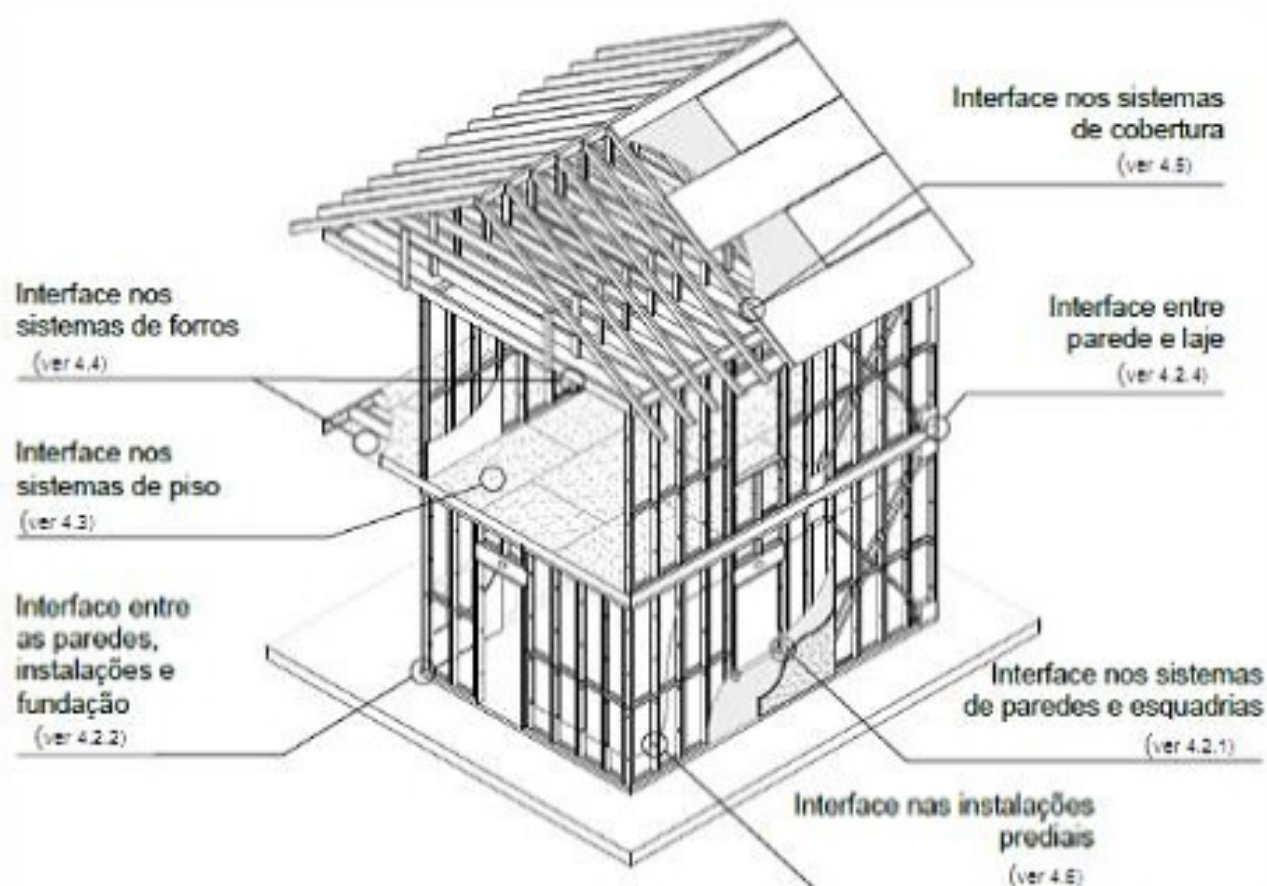 Interface nos sistemas
de cobertura
(ver 4.5)
Interface nos
sistemas de forros
(ver 4.4)
Interface entre
parede e laje
(ver 4.2.4)
Interface nos
sistemas de piso
(ver 4.3)
Interface entre
as paredes,
instalações e
fundação
(ver 4.2.2)
Interface nos sistemas
de paredes e esquadrias
(ver 4.2.1)
Interface nas instalações
prediais
(ver 4.6)